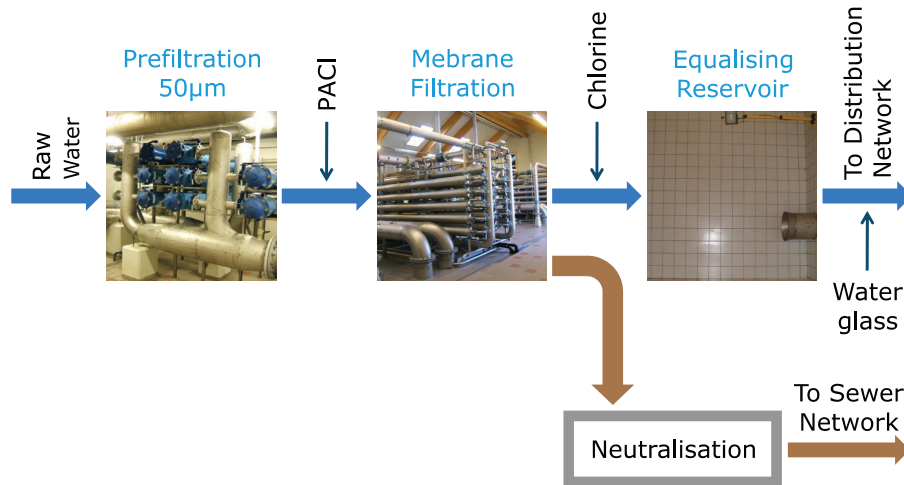 Prefiltration
50µm
PACl
Mebrane
Filtration
Chlorine
Equalising
Reservoir
To Distribution
Network
Raw
Water
Water
glass
Neutralisation
To Sewer
Network